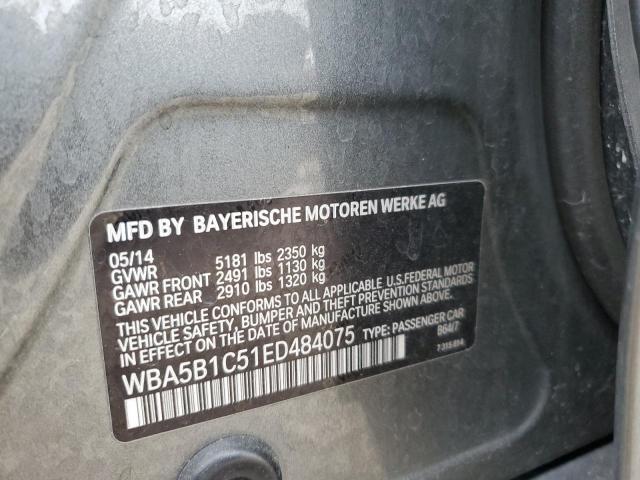 MFD BY BAYERISCHE MOTOREN WERKE AG
05/14
GVWR 5181 lbs 2350 kg
GAWR FRONT 2491 lbs 1130 kg
GAWR REAR 2910 lbs 1320 kg
THIS VEHICLE CONFORMS TO ALL APPLICABLE U.S.FEDERAL MOTOR
VEHICLE SAFETY, BUMPER AND THEFT PREVENTION STANDARDS
IN EFFECT ON THE DATE OF MANUFACTURE SHOWN ABOVE.
WBA5B1C51ED484075 TYPE: PASSENGER CAR
B64/7